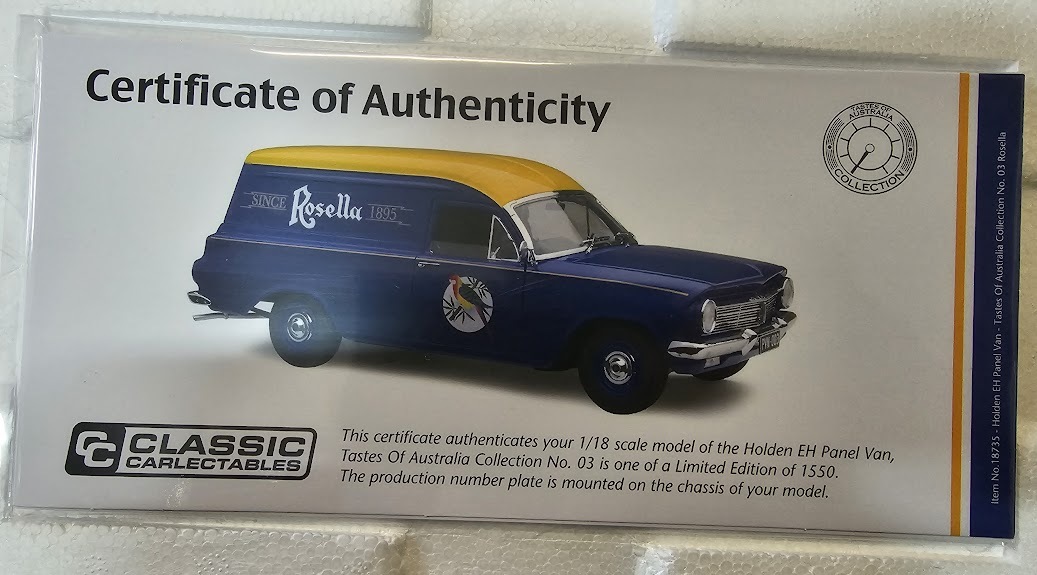 Certificate of Authenticity
TASTES OF
AUSTRALIA
COLLECTION
SINCE Rosella 1895
CC CLASSIC
CARLECTABLES
This certificate authenticates your 1/18 scale model of the Holden EH Panel Van,
Tastes Of Australia Collection No. 03 is one of a Limited Edition of 1550.
The production number plate is mounted on the chassis of your model.
Item No.18735 - Holden EH Panel Van - Tastes Of Australia Collection No. 03 Rosella